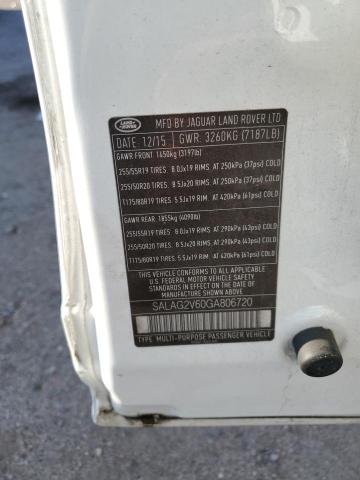 LAND ROVER
MFD BY JAGUAR LAND ROVER LTD
DATE 12/15 GWR. 3260KG (7187LB)
GAWR FRONT 1450kg (3197lb)
255/55R19 TIRES. 8.0Jx19 RIMS AT 250kPa (37psi) COLD
255/50R20 TIRES. 8.5Jx20 RIMS AT 250kPa (37psi) COLD
T175/80R19 TIRES. 5.5Jx19 RIM. AT 420kPa (61psi) COLD
GAWR REAR. 1855kg (4090lb)
255/55R19 TIRES. 8.0Jx19 RIMS AT 290kPa (43psi) COLD
255/50R20 TIRES. 8.5Jx20 RIMS AT 290kPa (43psi) COLD
T175/80R19 TIRES. 5.5Jx19 RIM. AT 420kPa (61psi) COLD
THIS VEHICLE CONFORMS TO ALL APPLICABLE
U.S. FEDERAL MOTOR VEHICLE SAFETY
STANDARDS IN EFFECT ON THE DATE OF
MANUFACTURE SHOWN ABOVE.
SALAG2V60GA806720
TYPE: MULTI-PURPOSE PASSENGER VEHICLE